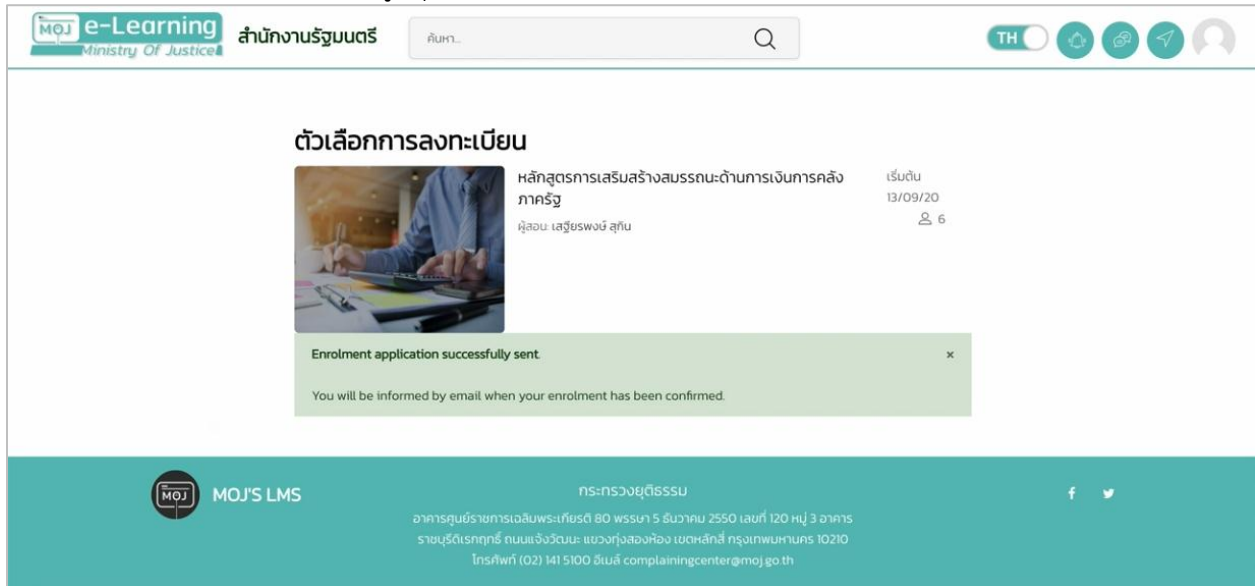 MOJ e-Learning
Ministry Of Justice
สำนักงานรัฐมนตรี
ค้นหา...
TH
ตัวเลือกการลงทะเบียน
หลักสูตรการเสริมสร้างสมรรถนะด้านการเงินการคลัง
ภาครัฐ
ผู้สอน: เสฐียรพงษ์ สุกิน
เริ่มต้น
13/09/20
6
Enrolment application successfully sent.
×
You will be informed by email when your enrolment has been confirmed.
MOJ
MOJ'S LMS
กระทรวงยุติธรรม
อาคารศูนย์ราชการเฉลิมพระเกียรติ 80 พรรษา 5 ธันวาคม 2550 เลขที่ 120 หมู่ 3 อาคาร
ราชบุรีดิเรกฤทธิ์ ถนนแจ้งวัฒนะ แขวงทุ่งสองห้อง เขตหลักสี่ กรุงเทพมหานคร 10210
โทรศัพท์ (02) 141 5100 อีเมล์ complainingcenter@moj.go.th